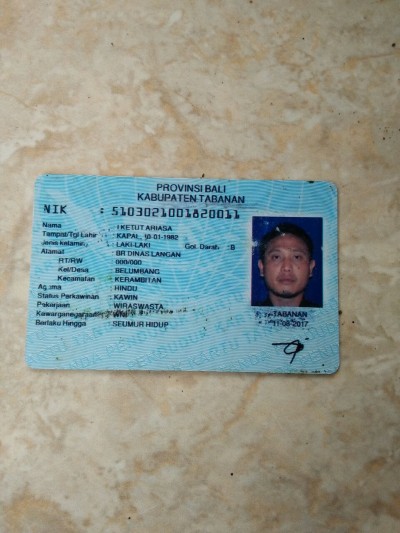 PROVINSI BALI
KABUPATEN TABANAN
NIK : 5103021001820011
Nama : I KETUT ARIASA
Tempat/Tgl Lahir : KAPAL, 10-01-1982
Jenis kelamin : LAKI-LAKI Gol. Darah : B
Alamat : BR DINAS LANGAN
RT/RW : 000/000
Kel/Desa : BELUMBANG
Kecamatan : KERAMBITAN
Agama : HINDU
Status Perkawinan : KAWIN
Pekerjaan : WIRASWASTA
Kewarganegaraan : WNI
Berlaku Hingga : SEUMUR HIDUP
TABANAN
11-08-2017